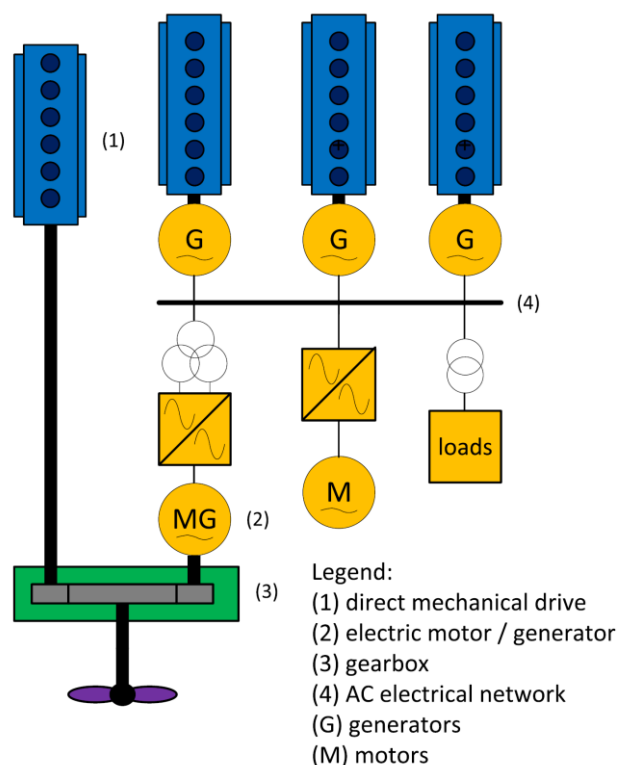 (1)
G
G
G
(4)
loads
M
MG
(2)
(3)
Legend:
(1) direct mechanical drive
(2) electric motor / generator
(3) gearbox
(4) AC electrical network
(G) generators
(M) motors